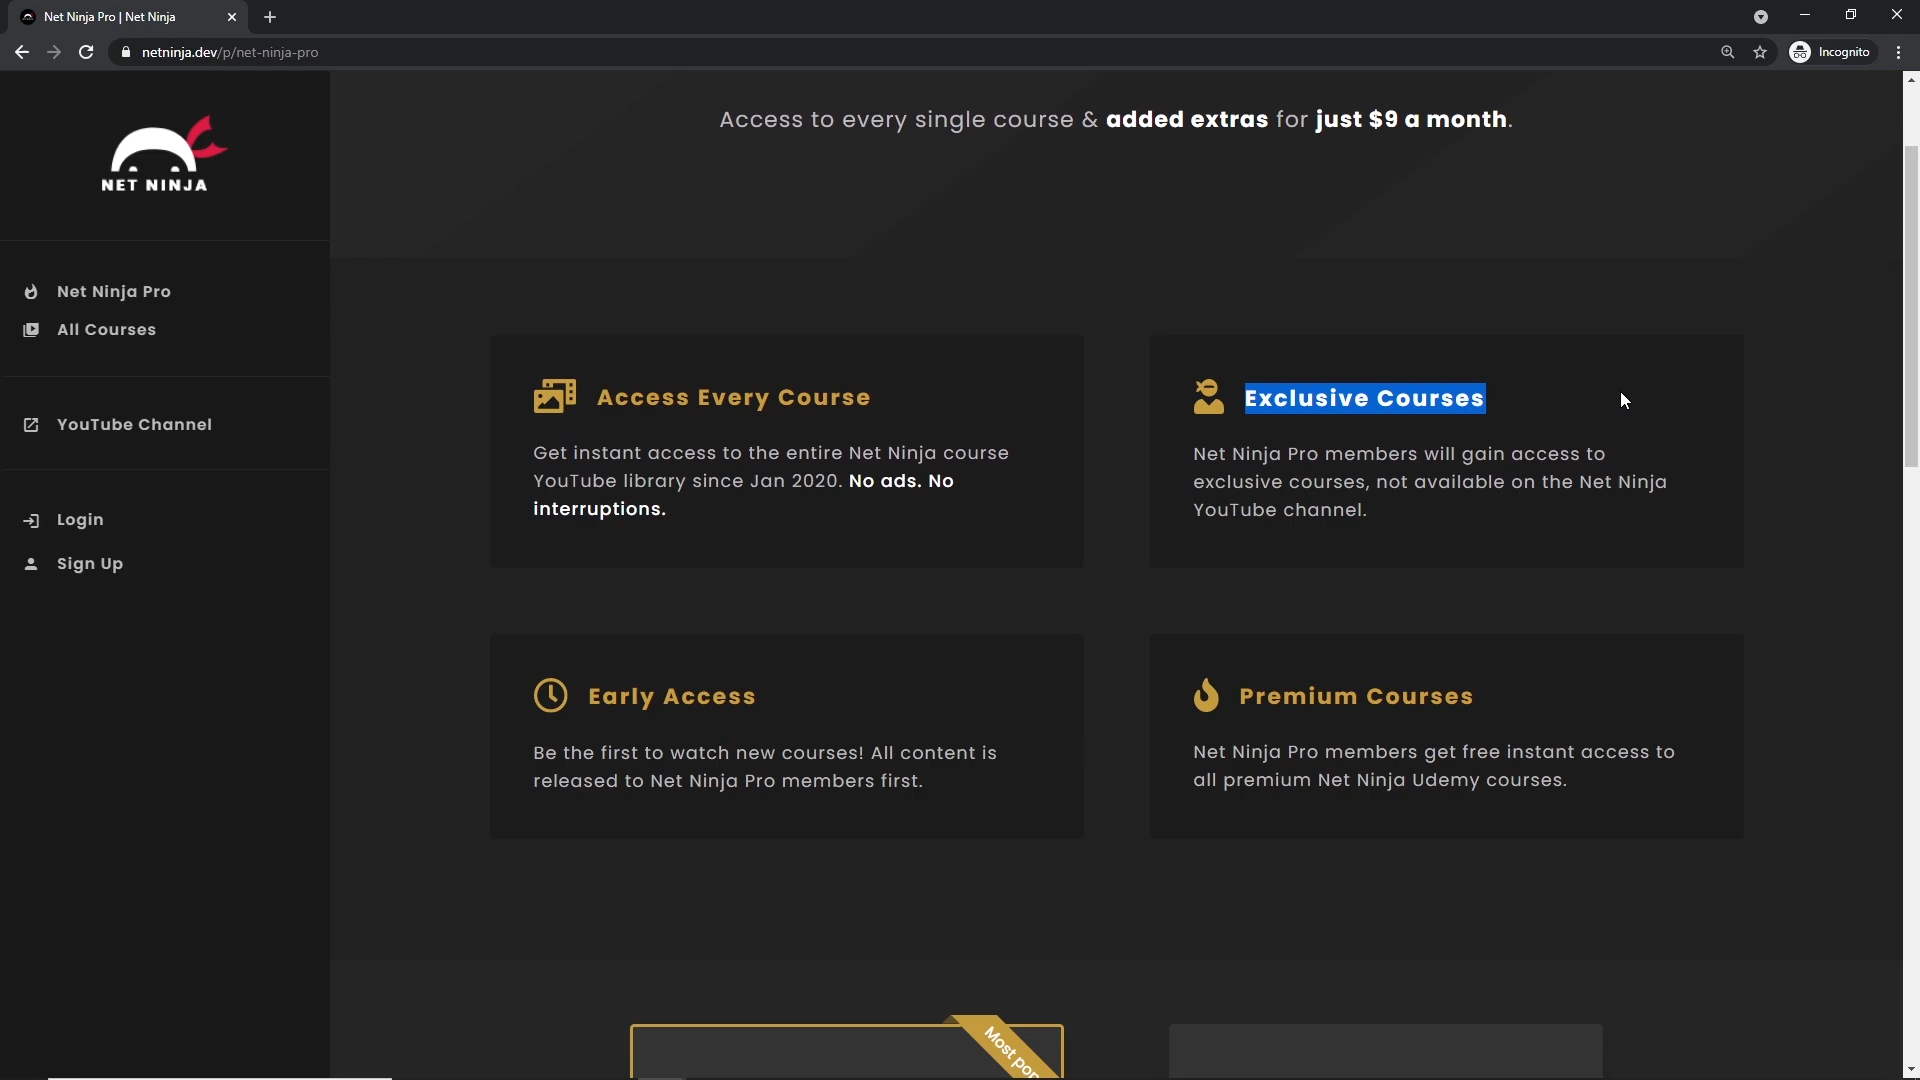 Net Ninja Pro | Net Ninja
netninja.dev/p/net-ninja-pro
Incognito
NET NINJA
Net Ninja Pro
All Courses
YouTube Channel
Login
Sign Up
Access to every single course & added extras for just $9 a month.
Access Every Course
Get instant access to the entire Net Ninja course
YouTube library since Jan 2020. No ads. No
interruptions.
Exclusive Courses
Net Ninja Pro members will gain access to
exclusive courses, not available on the Net Ninja
YouTube channel.
Early Access
Be the first to watch new courses! All content is
released to Net Ninja Pro members first.
Premium Courses
Net Ninja Pro members get free instant access to
all premium Net Ninja Udemy courses.
Most